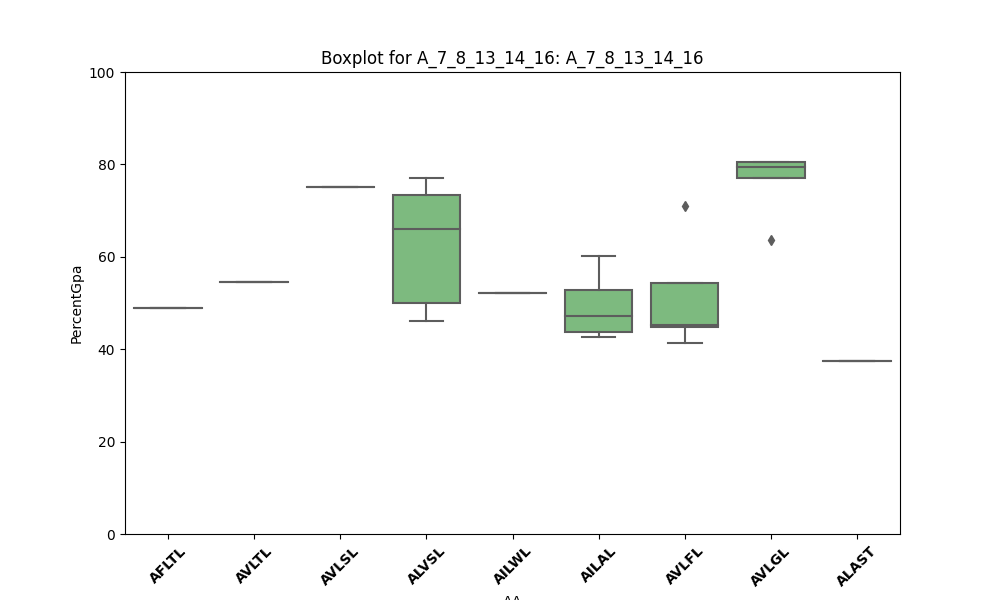 Boxplot for A_7_8_13_14_16: A_7_8_13_14_16
100
80
60
40
20
0
PercentGpa
AFLTL
AVLTL
AVLSL
ALVSL
AILWL
AILAL
AVLFL
AVLGL
ALAST
AA